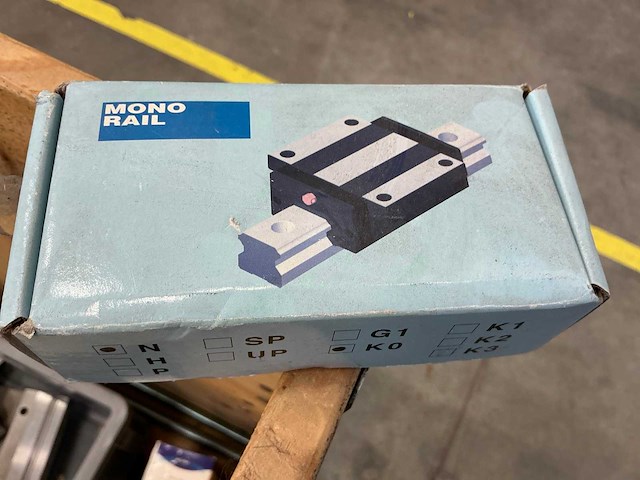 MONO
RAIL
N SP G1 K1
H UP K0 K2
P K3